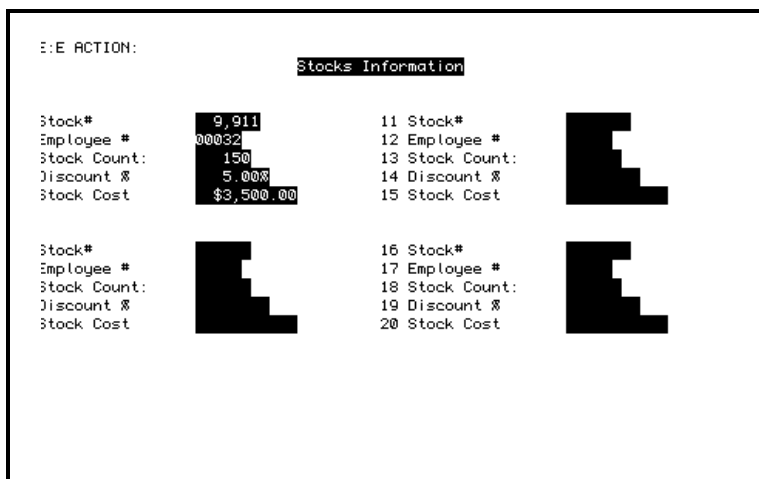 E:E ACTION:
Stocks Information
Stock# 9,911 11 Stock#
Employee # 00032 12 Employee #
Stock Count: 150 13 Stock Count:
Discount % 5.00% 14 Discount %
Stock Cost $3,500.00 15 Stock Cost
Stock# 16 Stock#
Employee # 17 Employee #
Stock Count: 18 Stock Count:
Discount % 19 Discount %
Stock Cost 20 Stock Cost